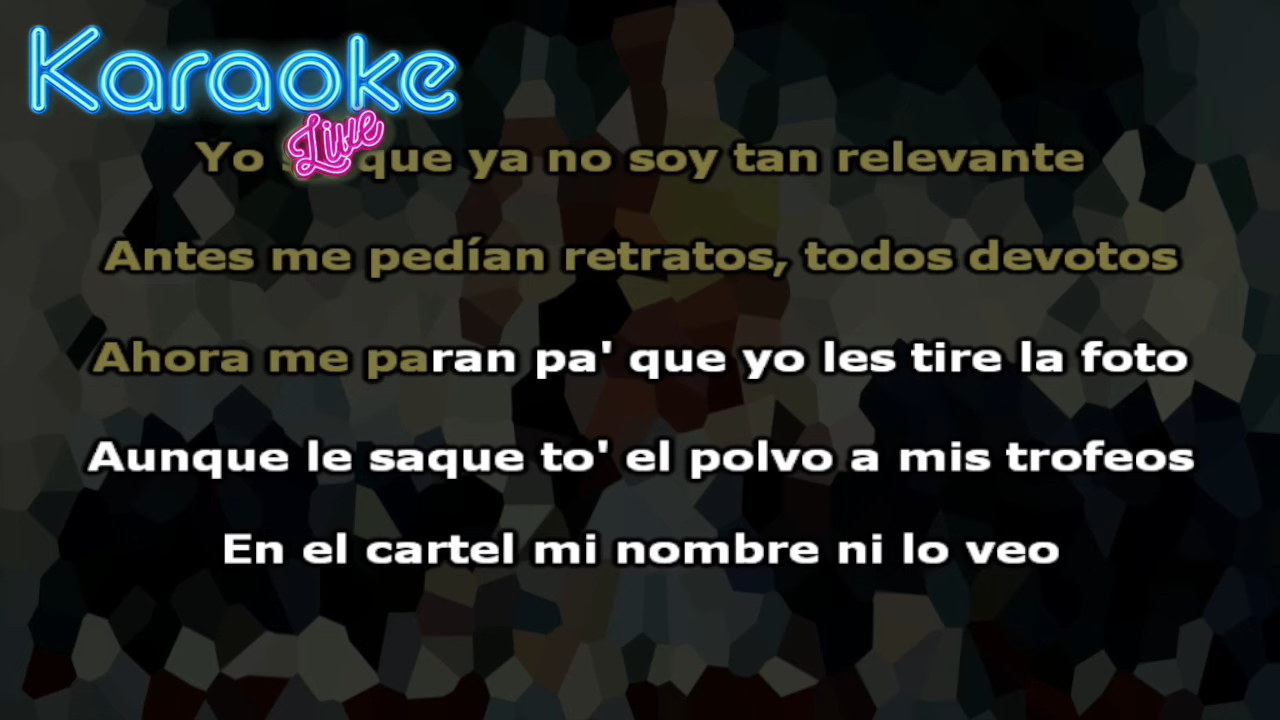 Karaoke
Live
Yo que ya no soy tan relevante
Antes me pedían retratos, todos devotos
Ahora me paran pa' que yo les tire la foto
Aunque le saque to' el polvo a mis trofeos
En el cartel mi nombre ni lo veo